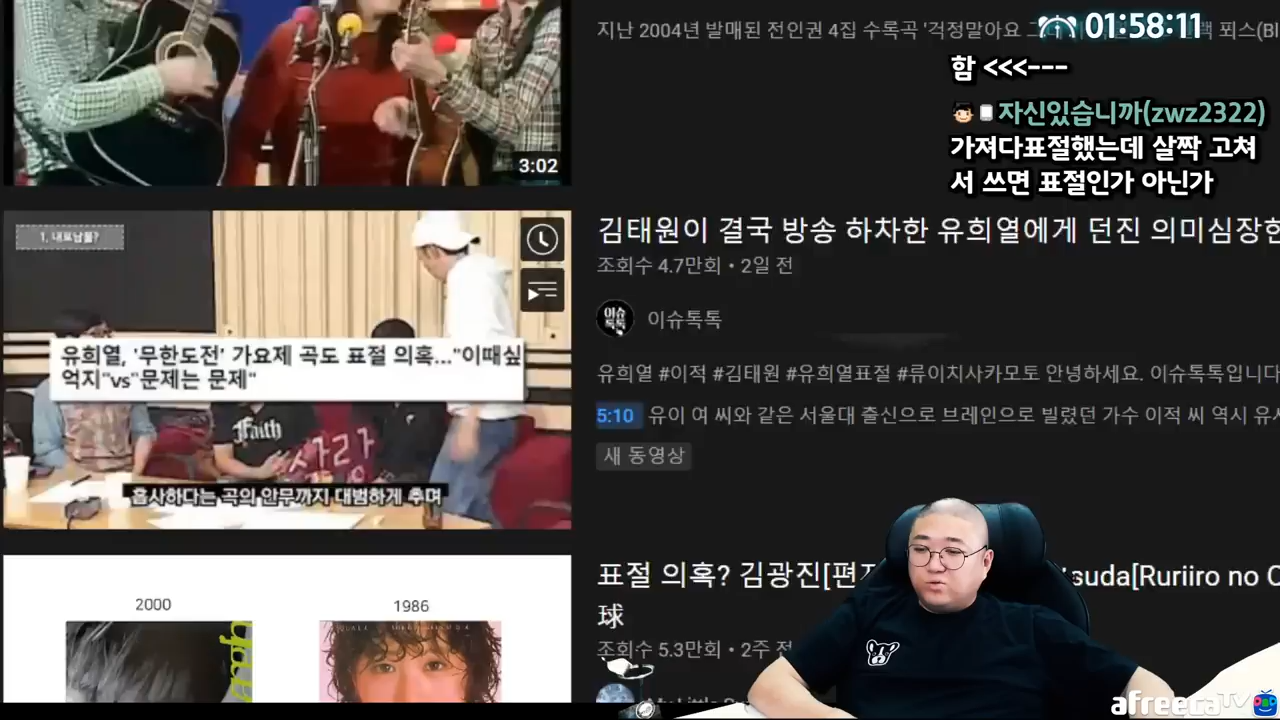 지난 2004년 발매된 전인권 4집 수록곡 '걱정말아요
01:58:11
함 <<<---
자신있습니까(zwz2322)
가져다표절했는데 살짝 고쳐
서 쓰면 표절인가 아닌가
3:02
1. 내로남불?
유희열, '무한도전' 가요제 곡도 표절 의혹..."이때싶
억지"vs"문제는 문제"
Faith
사랑
흡사하다는 곡의 안무까지 대범하게 추며
김태원이 결국 방송 하차한 유희열에게 던진 의미심장한
조회수 4.7만회 • 2일 전
이슈톡톡
이슈톡톡
유희열 #이적 #김태원 #유희열표절 #류이치사카모토 안녕하세요. 이슈톡톡입니다
5:10 유이 여 씨와 같은 서울대 출신으로 브레인으로 빌렸던 가수 이적 씨 역시
새 동영상
2000
1986
표절 의혹? 김광진[편지 suda[Ruriiro no
球
조회수 5.3만회 • 2주 전
My Little
afreecaTV